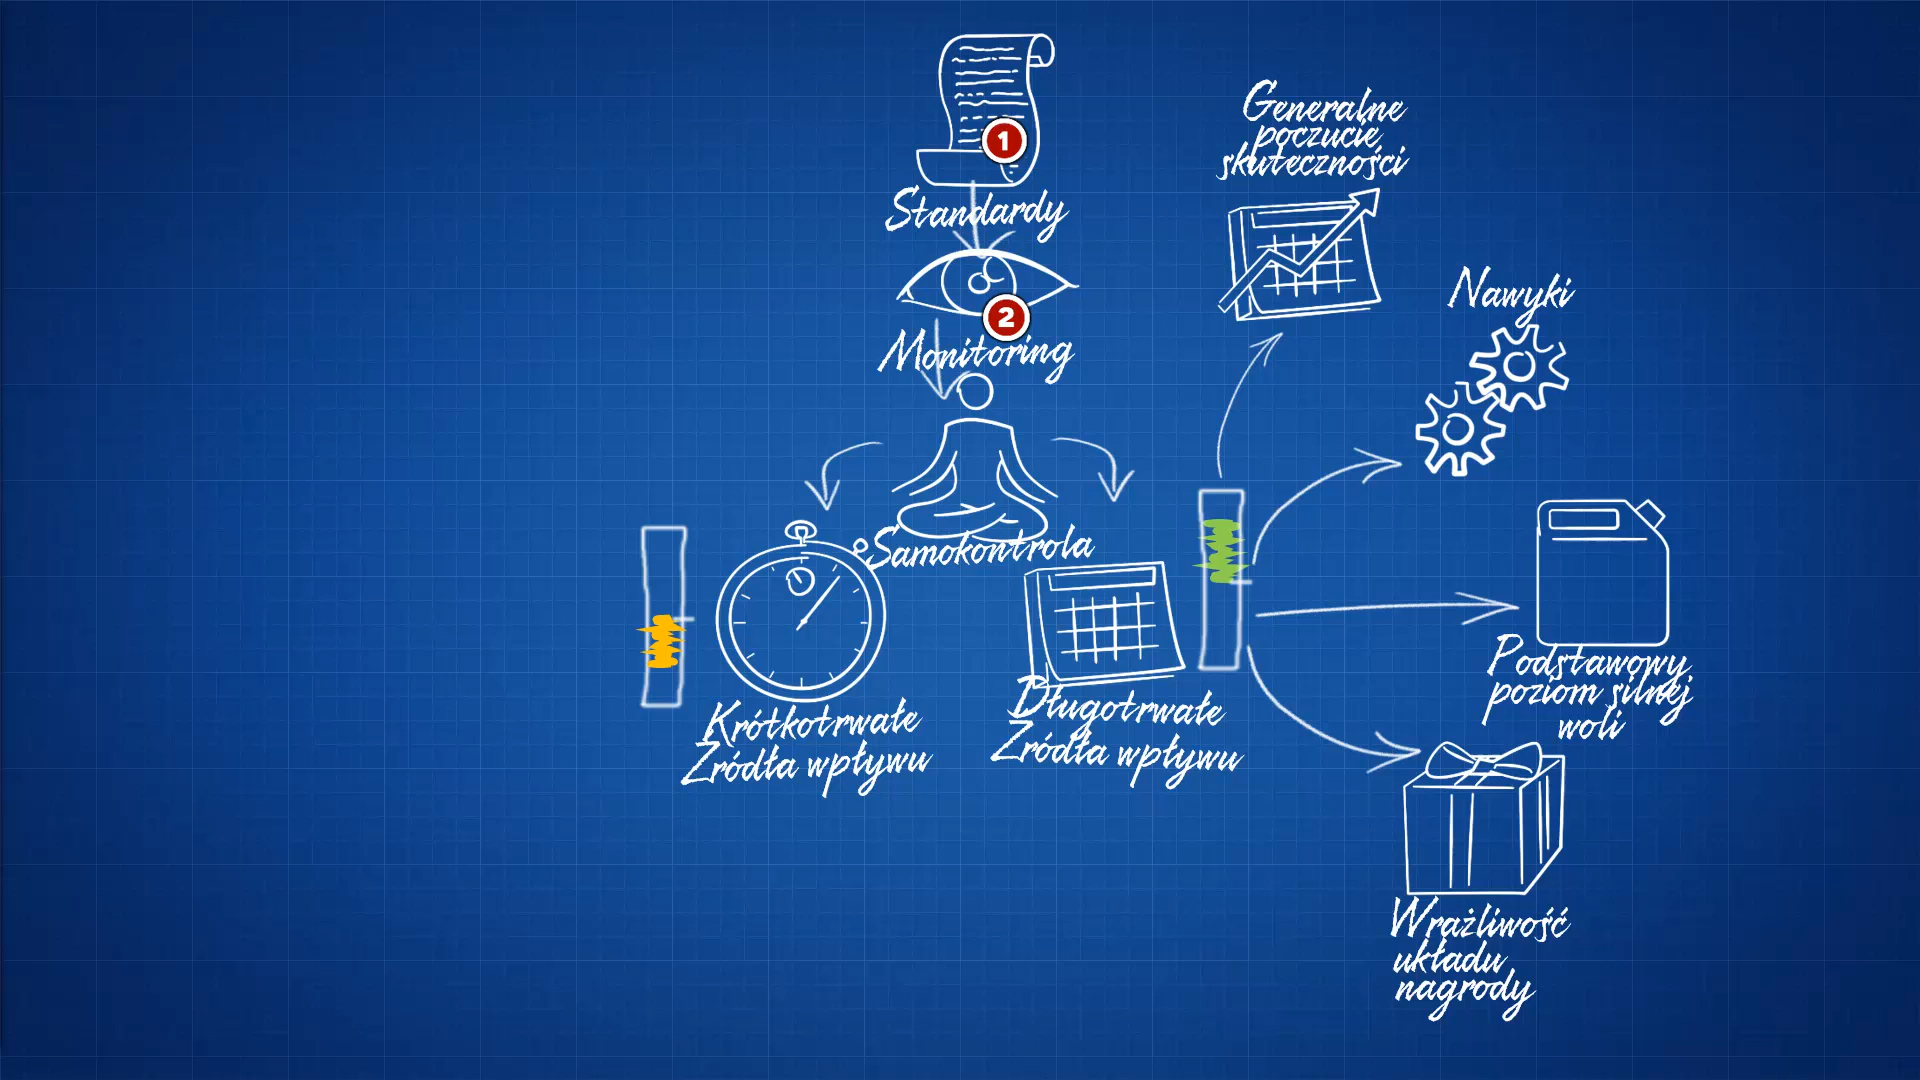 1
Standardy
2
Monitoring
Samokontrola
Krótkotrwałe
Źródła wpływu
Długotrwałe
Źródła wpływu
Generalne
poczucie
skuteczności
Nawyki
Podstawowy
poziom silnej
woli
Wrażliwość
układu
nagrody